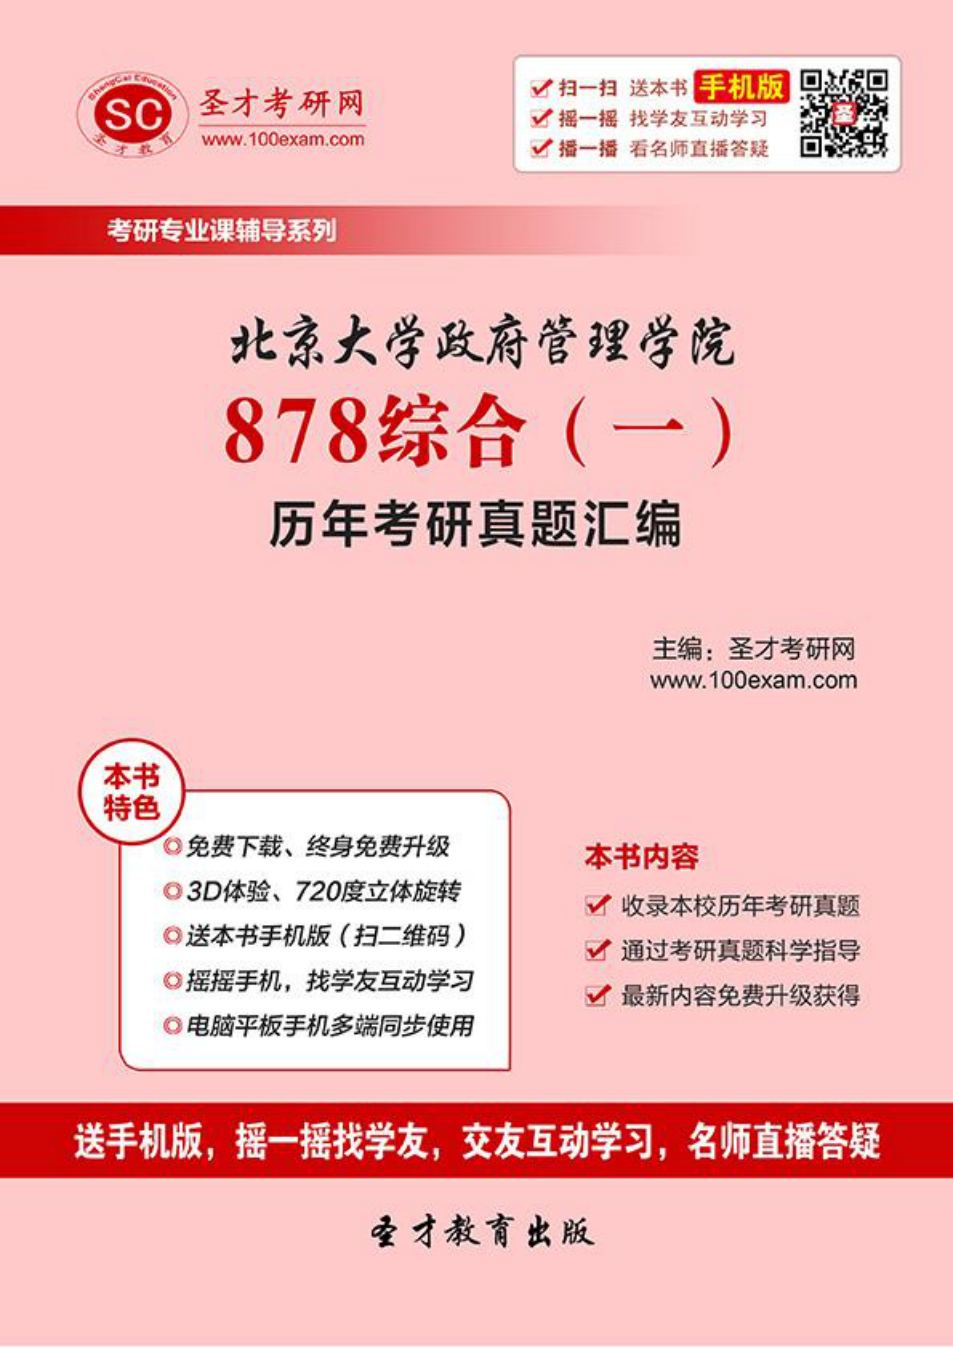 ShengCai Education
SC
圣才教育
圣才考研网
www.100exam.com
扫一扫 送本书 手机版
摇一摇 找学友互动学习
播一播 看名师直播答疑
圣
考研专业课辅导系列
北京大学政府管理学院
878综合（一）
历年考研真题汇编
主编：圣才考研网
www.100exam.com
本书
特色
免费下载、终身免费升级
3D体验、720度立体旋转
送本书手机版（扫二维码）
摇摇手机，找学友互动学习
电脑平板手机多端同步使用
本书内容
收录本校历年考研真题
通过考研真题科学指导
最新内容免费升级获得
送手机版，摇一摇找学友，交友互动学习，名师直播答疑
圣才教育出版